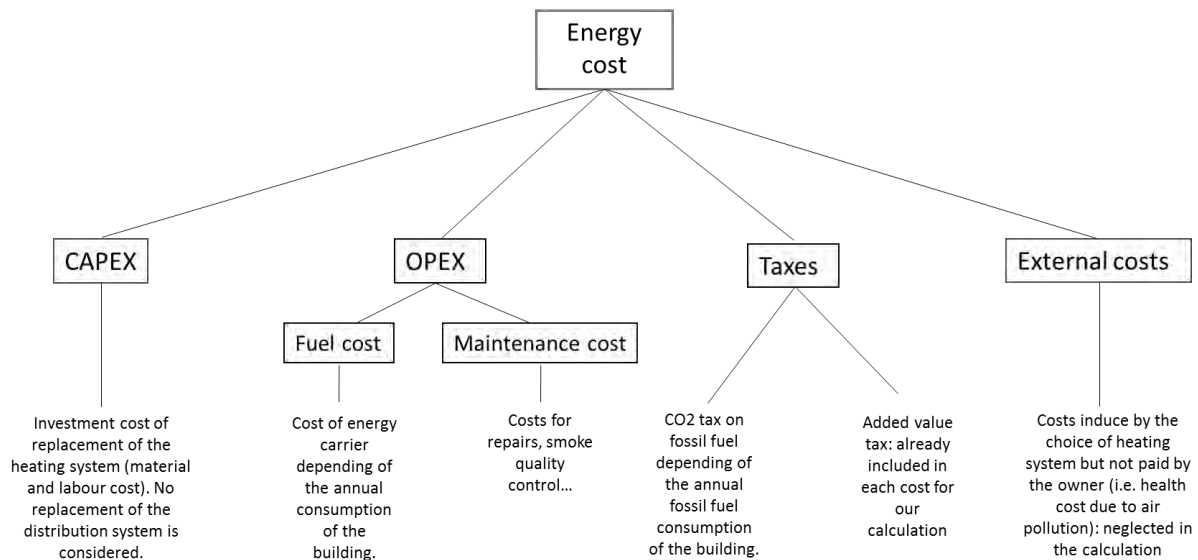 Energy
cost
CAPEX
OPEX
Taxes
External costs
Fuel cost
Maintenance cost
Investment cost of
replacement of the
heating system (material
and labour cost). No
replacement of the
distribution system is
considered.
Cost of energy
carrier
depending of
the annual
consumption
of the
building.
Costs for
repairs, smoke
quality
control...
CO2 tax on
fossil fuel
depending of
the annual
fossil fuel
consumption
of the building.
Added value
tax: already
included in
each cost for
our
calculation
Costs induce by the
choice of heating
system but not paid by
the owner (i.e. health
cost due to air
pollution): neglected in
the calculation